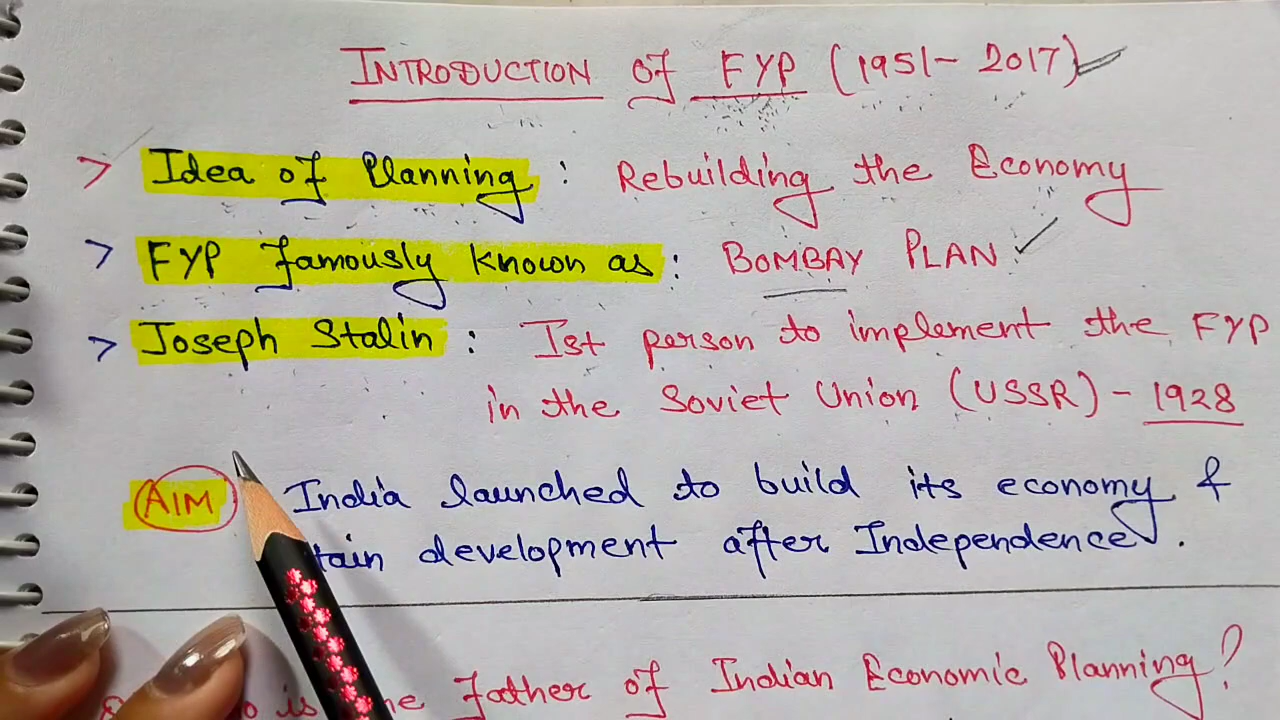 INTRODUCTION of FYP (1951- 2017)
> Idea of Planning : Rebuilding the Economy
> FYP famously known as : BOMBAY PLAN
> Joseph Stalin : Ist person to implement the FYP
in the Soviet Union (USSR) - 1928
AIM India launched to build its economy &
tain development after Independence.
is father of Indian Economic Planning?